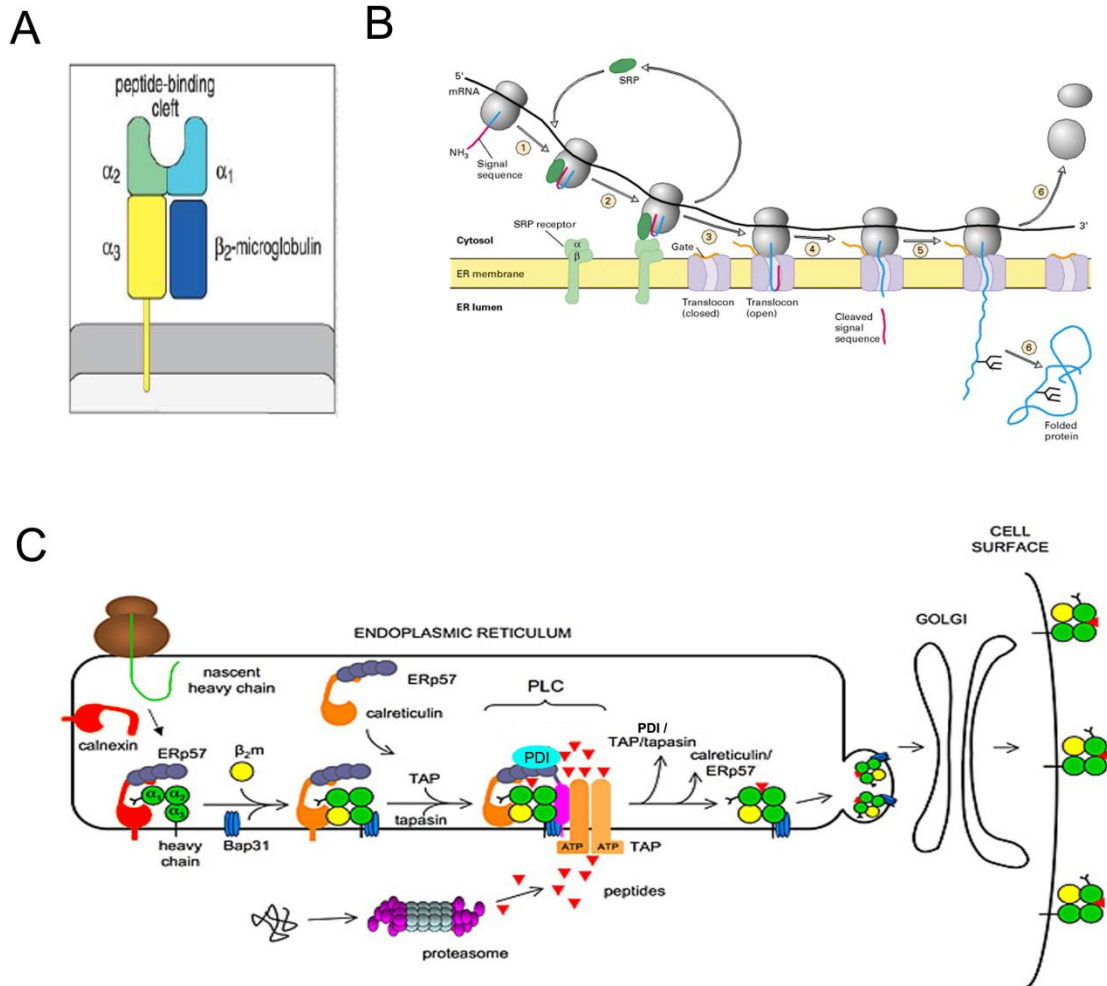 A
peptide-binding
cleft
α2
α1
α3
β2-microglobulin
B
5'
mRNA
SRP
NH3
Signal
sequence
1
2
SRP receptor
Cytosol
α
β
Gate
3
4
5
6
3'
ER membrane
ER lumen
Translocon
(closed)
Translocon
(open)
Cleaved
signal
sequence
6
Folded
protein
C
CELL
SURFACE
ENDOPLASMIC RETICULUM
GOLGI
nascent
heavy chain
ERp57
calreticulin
PLC
calnexin
ERp57
β2m
PDI
PDI /
TAP/tapasin
calreticulin/
ERp57
α1
α2
α3
TAP
tapasin
heavy
chain
Bap31
ATP
ATP
TAP
peptides
proteasome